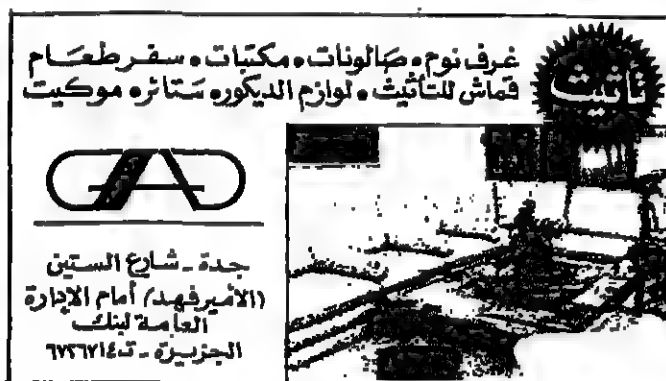 غرف نوم • صالونات • مكتبات • سفر طعام
قماش للتأثيث • لوازم الديكور • ستائر • موكيت
تأثيث
جدة - شارع الستين
(الأمير فهد) أمام الإدارة
العامة لبنك
الجزيرة - ت ٦٧٢٦٧١٤